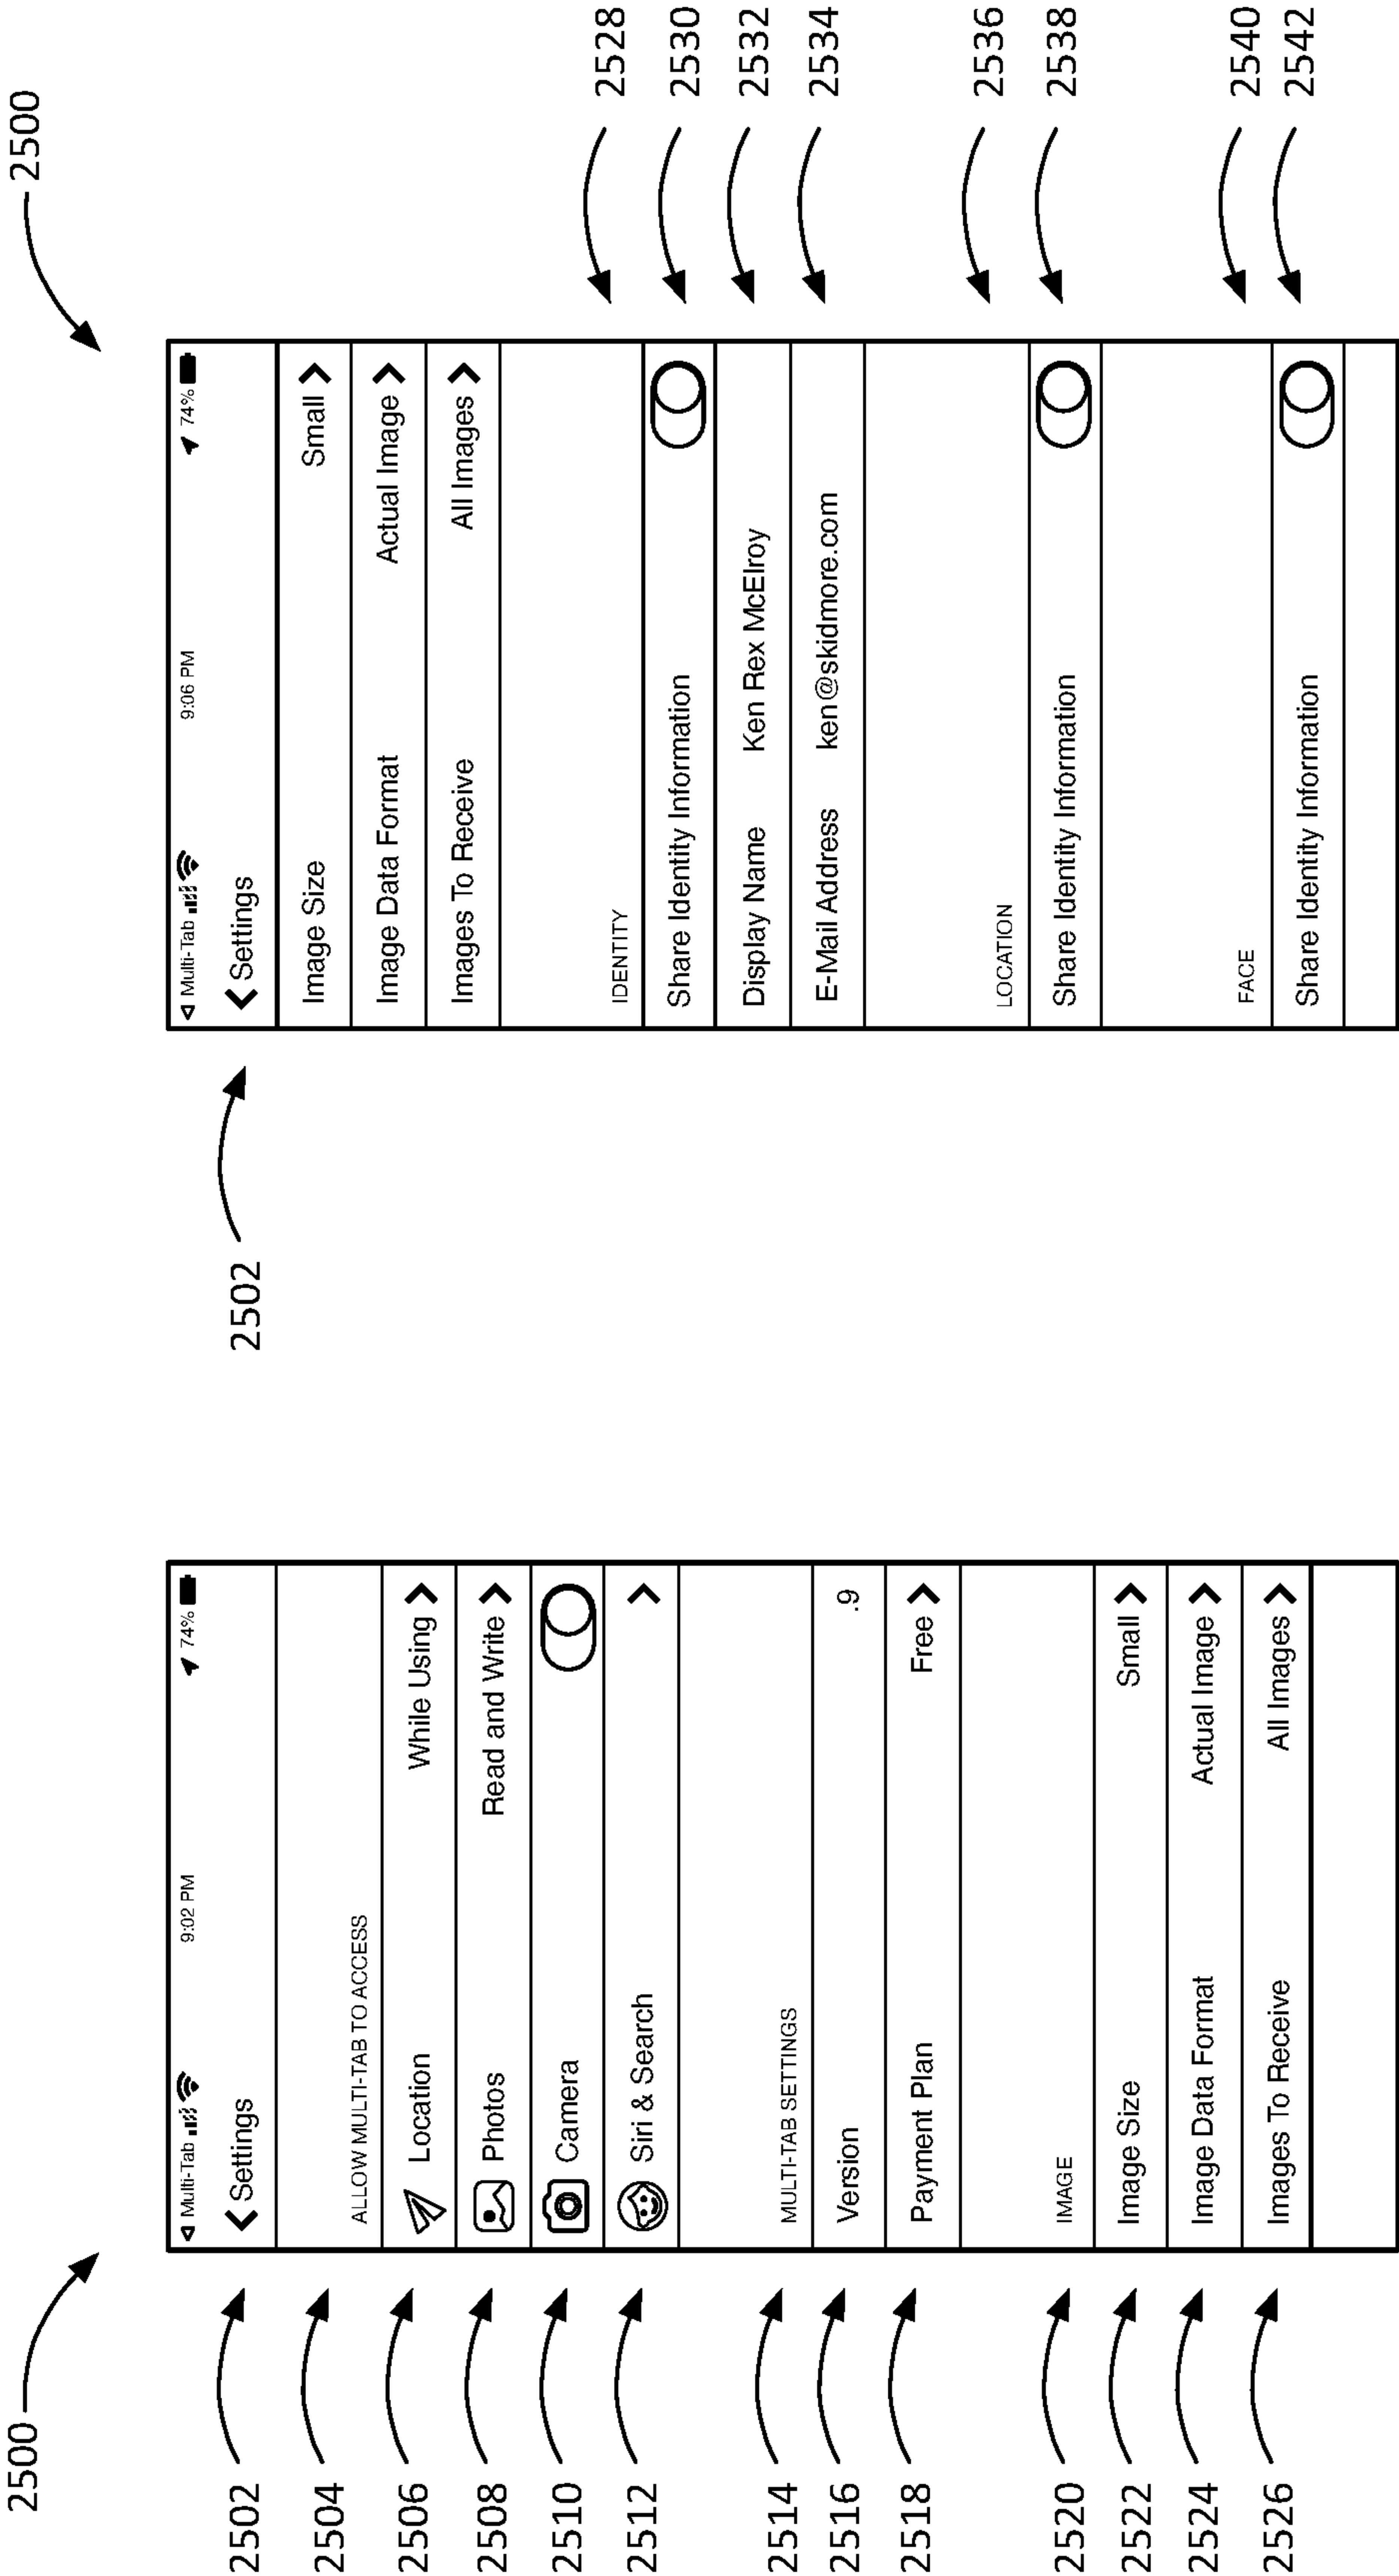 2500
Multi-Tab 9:02 PM 74%
2502 Settings
2504 ALLOW MULTI-TAB TO ACCESS
2506 Location While Using
2508 Photos Read and Write
2510 Camera
2512 Siri & Search
2514 MULTI-TAB SETTINGS
2516 Version .9
2518 Payment Plan Free
2520 IMAGE
2522 Image Size Small
2524 Image Data Format Actual Image
2526 Images To Receive All Images
2500
Multi-Tab 9:06 PM 74%
2502 Settings
Image Size Small
Image Data Format Actual Image
Images To Receive All Images
IDENTITY 2528
Share Identity Information 2530
Display Name Ken Rex McElroy 2532
E-Mail Address ken@skidmore.com 2534
LOCATION 2536
Share Identity Information 2538
FACE 2540
Share Identity Information 2542